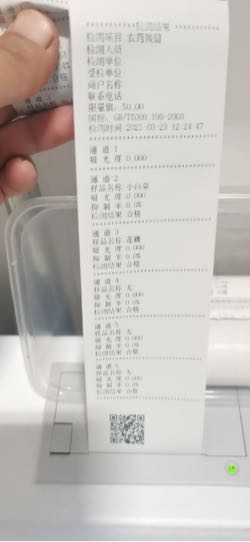 检测结果
检测项目 农药残留
检测人员
检测单位
受检单位
商户名称
联系电话
限量值: 50.00
国标: GB/T5009.199-2003
检测时间 2021-03-23 12 24 47
通 道 1
吸 光 度 0.000
通 道 2
样品名称 小白菜
吸 光 度 0.000
抑 制 率 0.0%
检测结果 合格
通 道 3
样品名称 莲藕
吸 光 度 0.000
抑 制 率 0.0%
检测结果 合格
通 道 4
样品名称 尤
吸 光 度 0.000
抑 制 率 0.0%
检测结果 合格
通 道 5
样品名称 尤
吸 光 度 0.000
抑 制 率 0.0%
检测结果 合格
通 道 6
样品名称 尤
吸 光 度 0.000
抑 制 率 0.0%
检测结果 合格